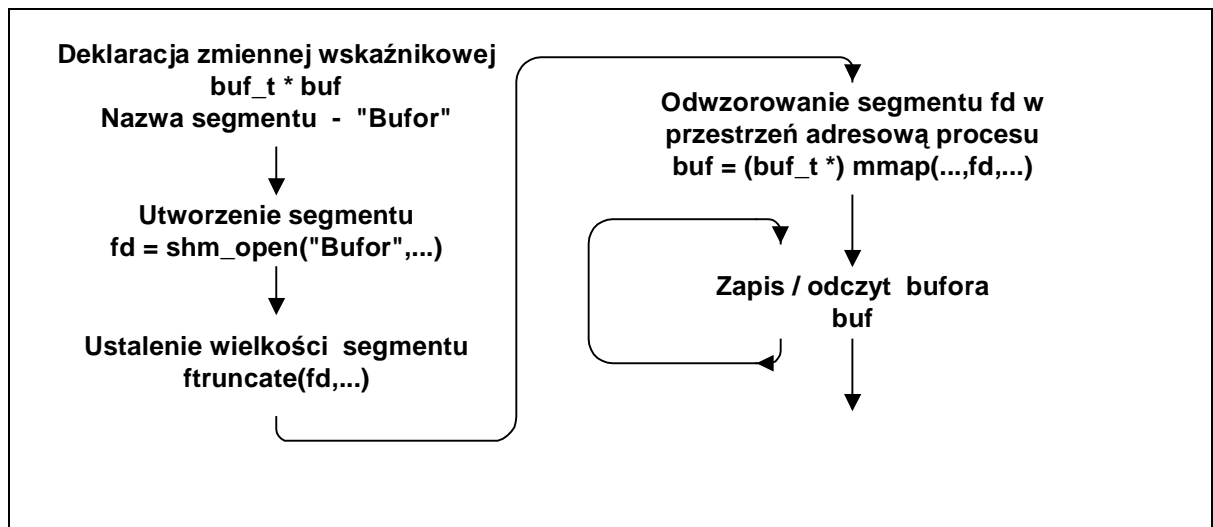 Deklaracja zmiennej wskaźnikowej
buf_t * buf
Nazwa segmentu - "Bufor"
Utworzenie segmentu
fd = shm_open("Bufor",...)
Ustalenie wielkości segmentu
ftruncate(fd,...)
Odwzorowanie segmentu fd w
przestrzeń adresową procesu
buf = (buf_t *) mmap(...,fd,...)
Zapis / odczyt bufora
buf